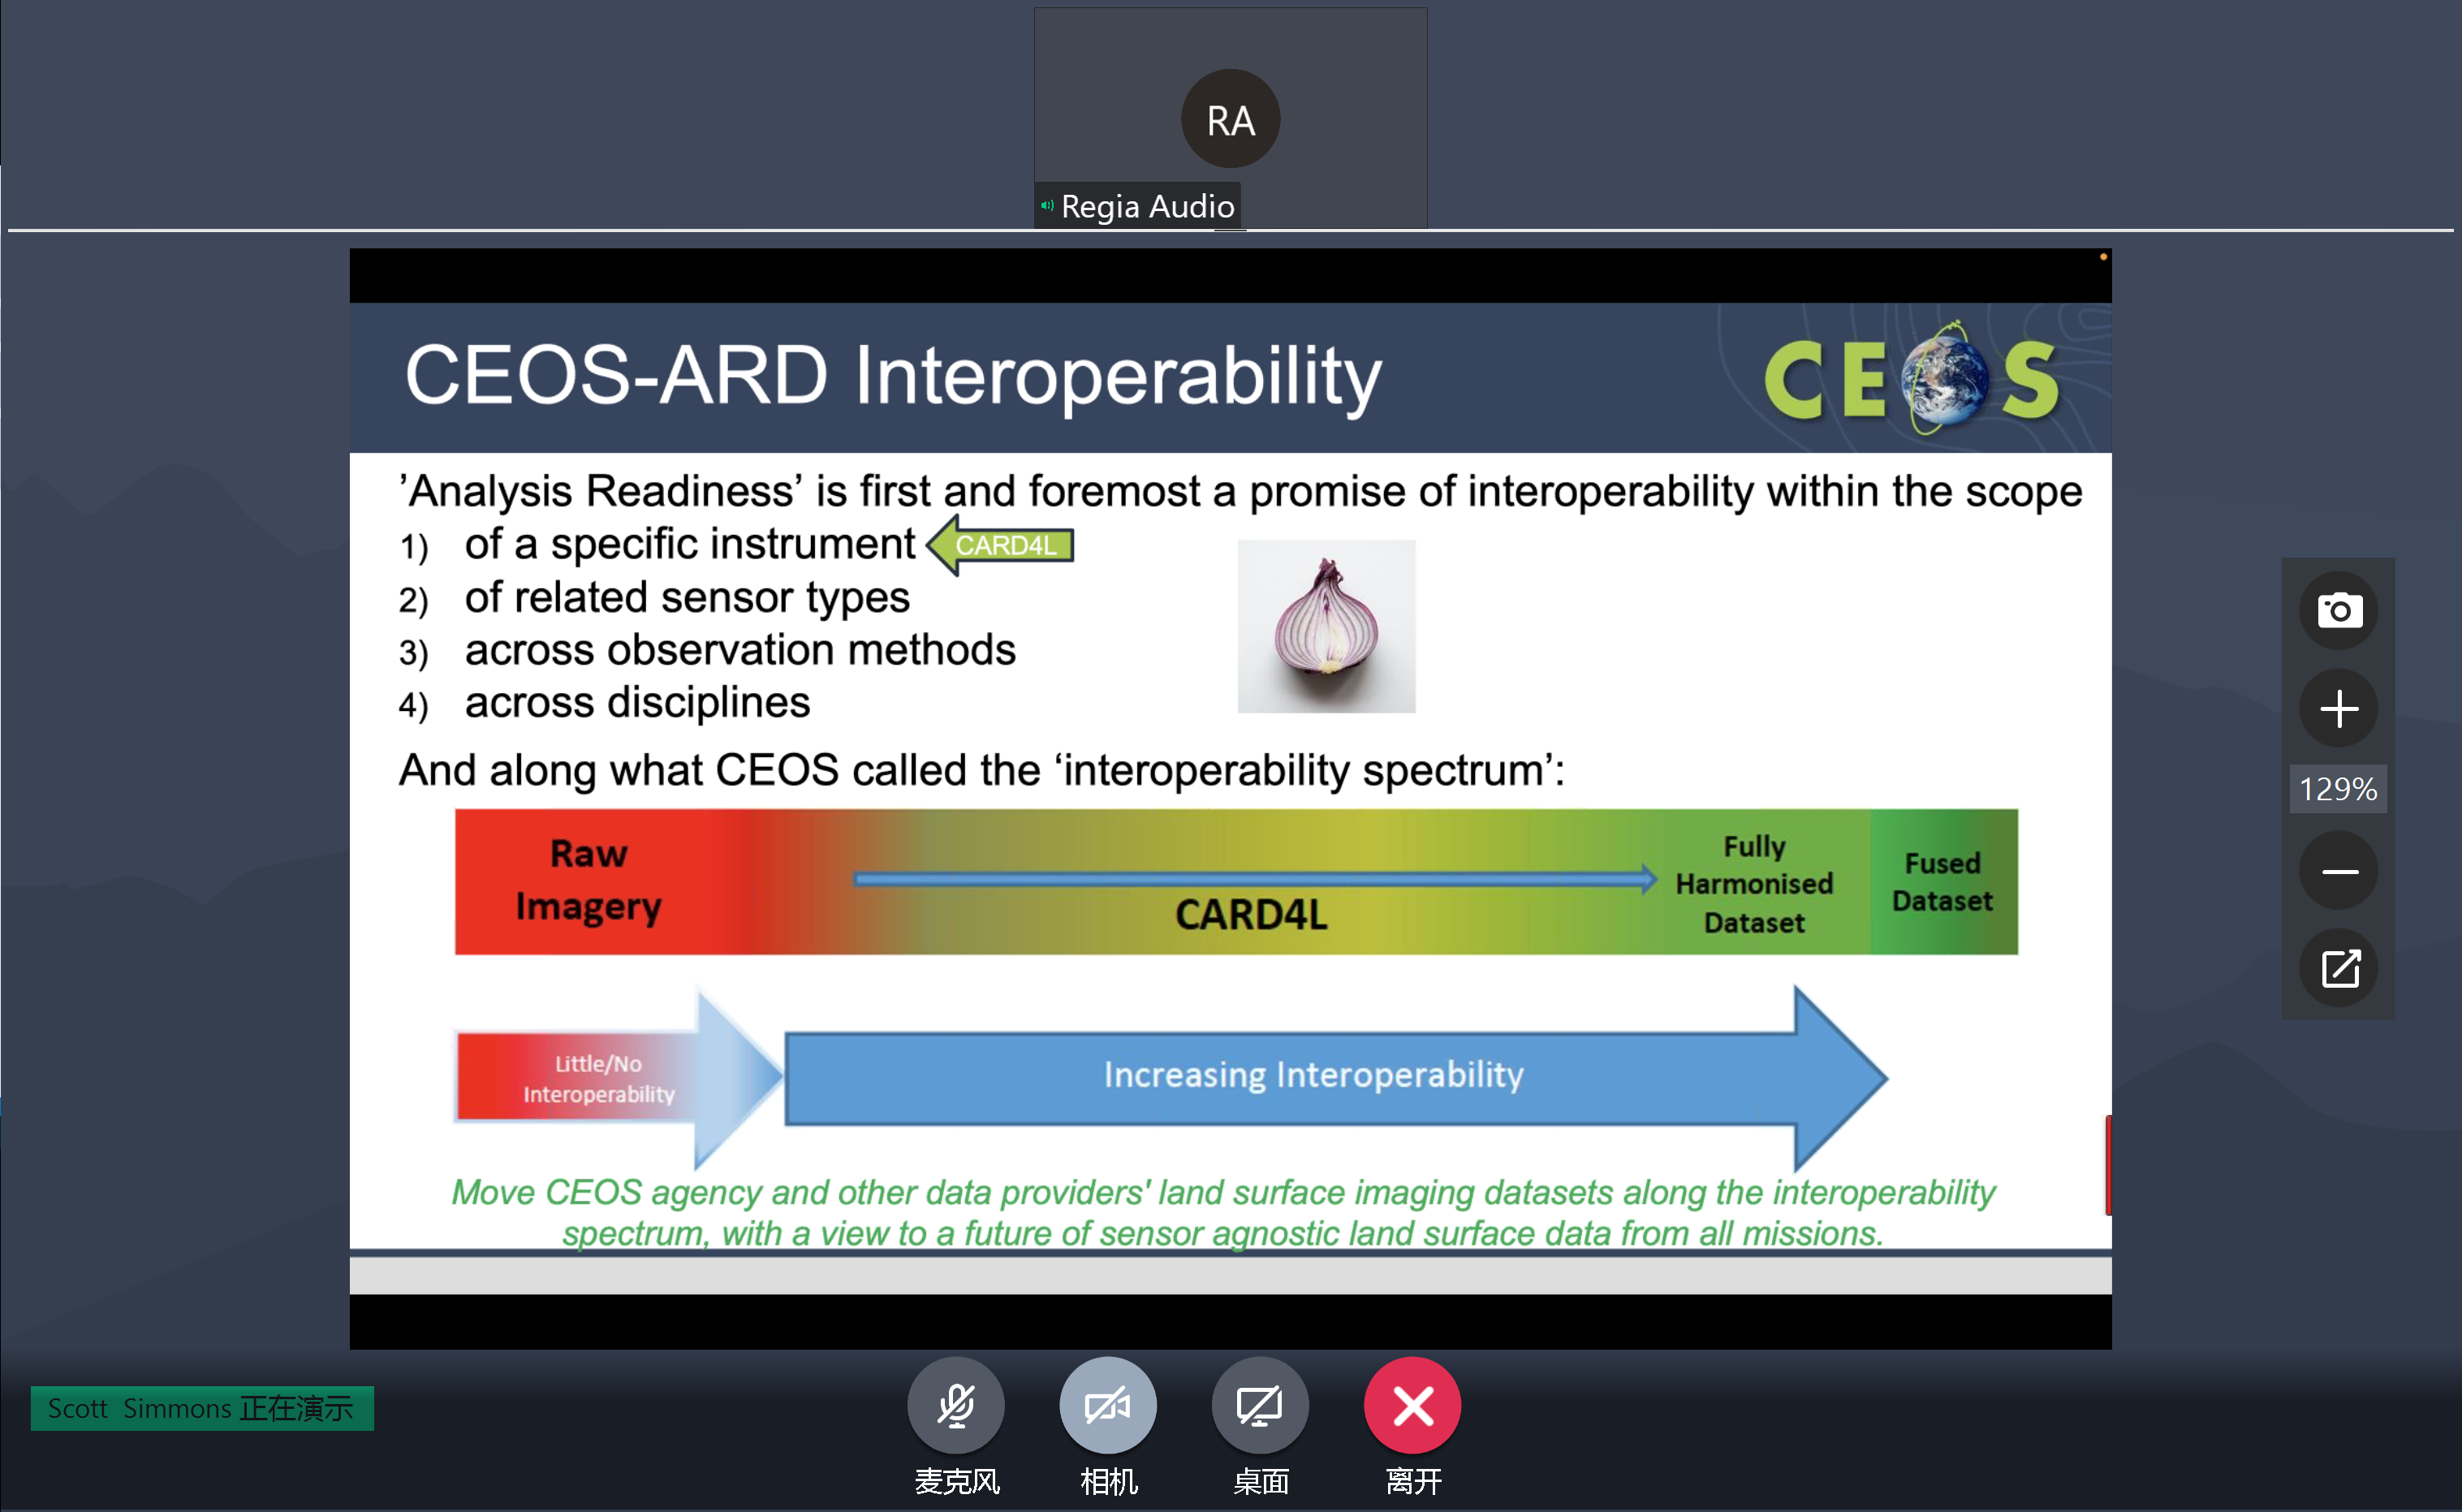 RA
Regia Audio
CEOS-ARD Interoperability
CEOS
’Analysis Readiness’ is first and foremost a promise of interoperability within the scope
1) of a specific instrument CARD4L
2) of related sensor types
3) across observation methods
4) across disciplines
And along what CEOS called the ‘interoperability spectrum’:
Raw
Imagery
CARD4L
Fully
Harmonised
Dataset
Fused
Dataset
Little/No
Interoperability
Increasing Interoperability
Move CEOS agency and other data providers' land surface imaging datasets along the interoperability
spectrum, with a view to a future of sensor agnostic land surface data from all missions.
129%
Scott Simmons 正在演示
麦克风
相机
桌面
离开